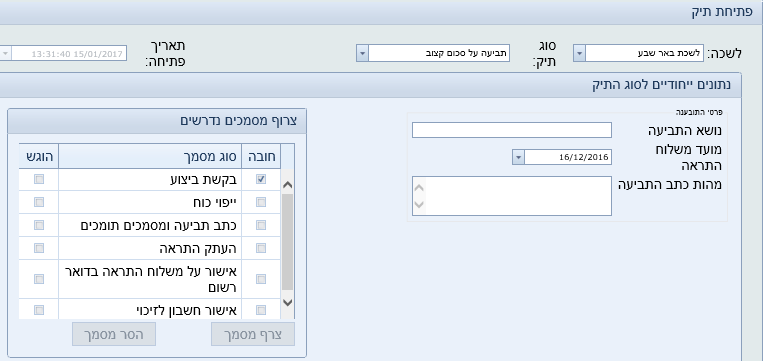 פתיחת תיק
לשכה: לשכת באר שבע
סוג תיק: תביעה על סכום קצוב
תאריך פתיחה: 13:31:40 15/01/2017
נתונים ייחודיים לסוג התיק
פרטי התובענה
נושא התביעה
מועד משלוח התראה 16/12/2016
מהות כתב התביעה
צרוף מסמכים נדרשים
חובה סוג מסמך הוגש
בקשת ביצוע
ייפוי כוח
כתב תביעה ומסמכים תומכים
העתק התראה
אישור על משלוח התראה בדואר
רשום
אישור חשבון לזיכוי
צרף מסמך הסר מסמך